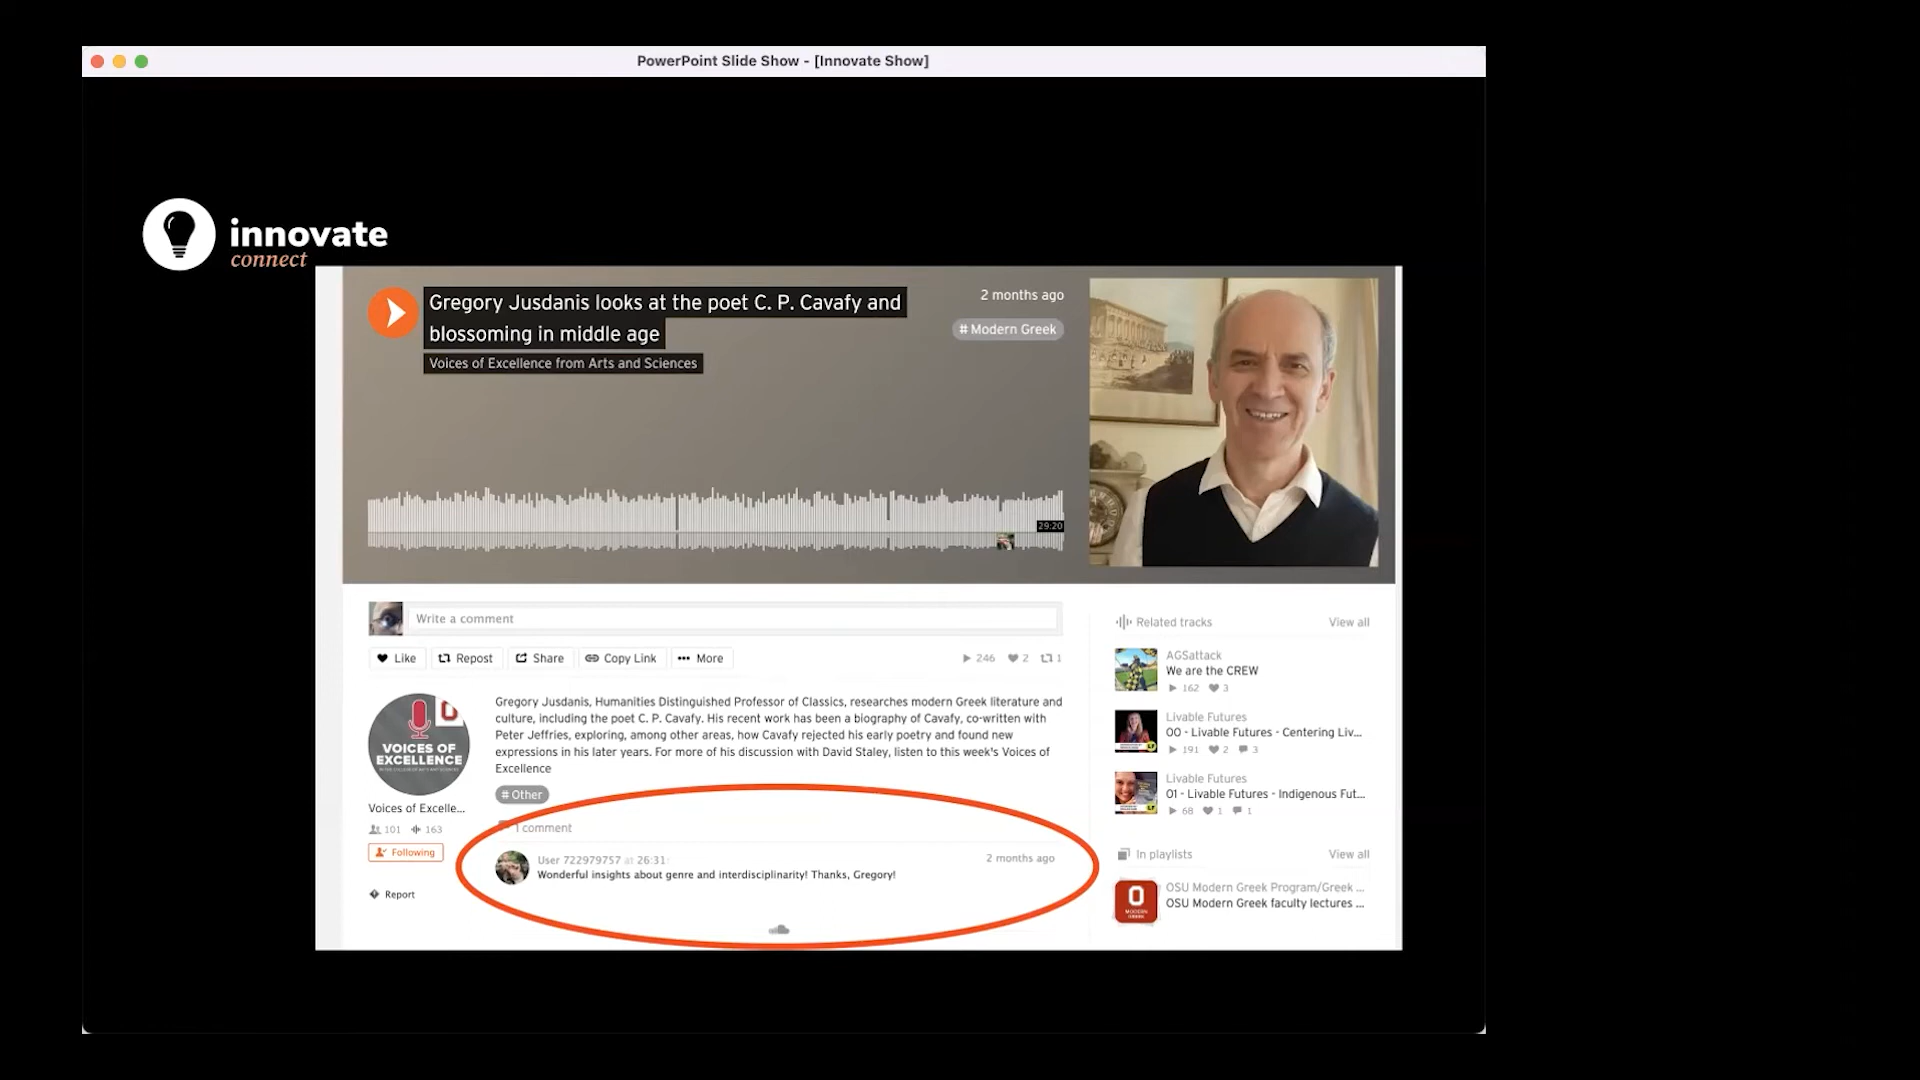 PowerPoint Slide Show - [Innovate Show]
innovate
connect
Gregory Jusdanis looks at the poet C. P. Cavafy and
blossoming in middle age
Voices of Excellence from Arts and Sciences
2 months ago
# Modern Greek
29:20
Write a comment
Like
Repost
Share
Copy Link
More
246
2
1
VOICES OF
EXCELLENCE
Voices of Excelle...
101
163
Following
Report
Gregory Jusdanis, Humanities Distinguished Professor of Classics, researches modern Greek literature and
culture, including the poet C. P. Cavafy. His recent work has been a biography of Cavafy, co-written with
Peter Jeffries, exploring, among other areas, how Cavafy rejected his early poetry and found new
expressions in his later years. For more of his discussion with David Staley, listen to this week's Voices of
Excellence
# Other
1 comment
User 722979757 at 26:31
2 months ago
Wonderful insights about genre and interdisciplinarity! Thanks, Gregory!
Related tracks
View all
AGSattack
We are the CREW
162
3
Livable Futures
00 - Livable Futures - Centering Liv...
191
2
3
Livable Futures
01 - Livable Futures - Indigenous Fut...
68
1
1
In playlists
View all
O
MODERN
GREEK
OSU Modern Greek Program/Greek ...
OSU Modern Greek faculty lectures ...